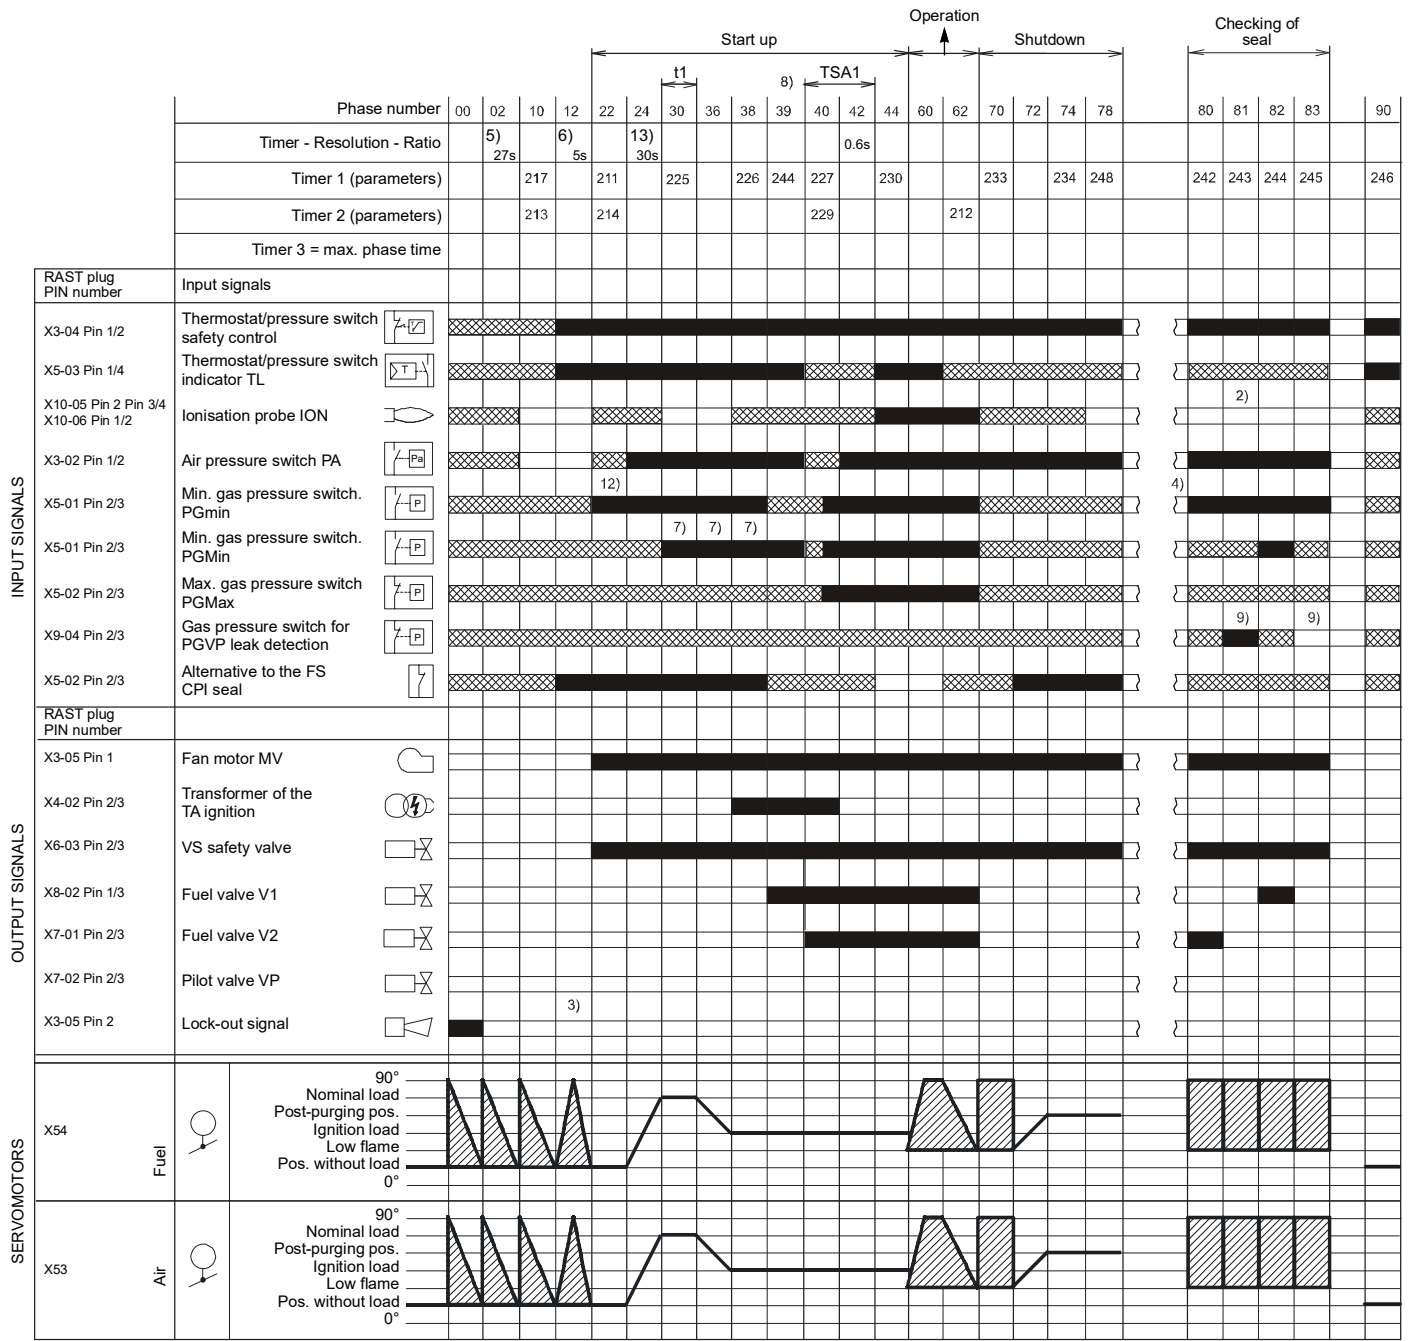 Operation
Start up
Shutdown
Checking of
seal
t1
8)
TSA1
Phase number 00 02 10 12 22 24 30 36 38 39 40 42 44 60 62 70 72 74 78 80 81 82 83 90
Timer - Resolution - Ratio 5) 27s 6) 5s 13) 30s 0.6s
Timer 1 (parameters) 217 211 225 226 244 227 230 233 234 248 242 243 244 245 246
Timer 2 (parameters) 213 214 229 212
Timer 3 = max. phase time
RAST plug
PIN number
Input signals
INPUT SIGNALS
X3-04 Pin 1/2
Thermostat/pressure switch
safety control
X5-03 Pin 1/4
Thermostat/pressure switch
indicator TL
T
2)
X10-05 Pin 2 Pin 3/4
X10-06 Pin 1/2
Ionisation probe ION
X3-02 Pin 1/2
Air pressure switch PA
Pa
12)
4)
X5-01 Pin 2/3
Min. gas pressure switch.
PGmin
P
7) 7) 7)
X5-01 Pin 2/3
Min. gas pressure switch.
PGMin
P
X5-02 Pin 2/3
Max. gas pressure switch
PGMax
P
9) 9)
X9-04 Pin 2/3
Gas pressure switch for
PGVP leak detection
P
X5-02 Pin 2/3
Alternative to the FS
CPI seal
RAST plug
PIN number
OUTPUT SIGNALS
X3-05 Pin 1
Fan motor MV
X4-02 Pin 2/3
Transformer of the
TA ignition
X6-03 Pin 2/3
VS safety valve
X8-02 Pin 1/3
Fuel valve V1
X7-01 Pin 2/3
Fuel valve V2
X7-02 Pin 2/3
Pilot valve VP
3)
X3-05 Pin 2
Lock-out signal
SERVOMOTORS
X54
Fuel
90°
Nominal load
Post-purging pos.
Ignition load
Low flame
Pos. without load
0°
X53
Air
90°
Nominal load
Post-purging pos.
Ignition load
Low flame
Pos. without load
0°